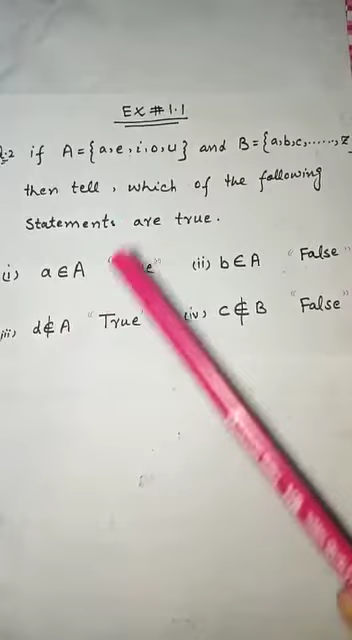 EX # 1.1
if A={a,e,i,o,u} and B={a,b,c,......,z
then tell, which of the following
Statements are true.
(i) a∈A (ii) b∈A "False"
(iii) d∉A "True" (iv) c∉B "False"